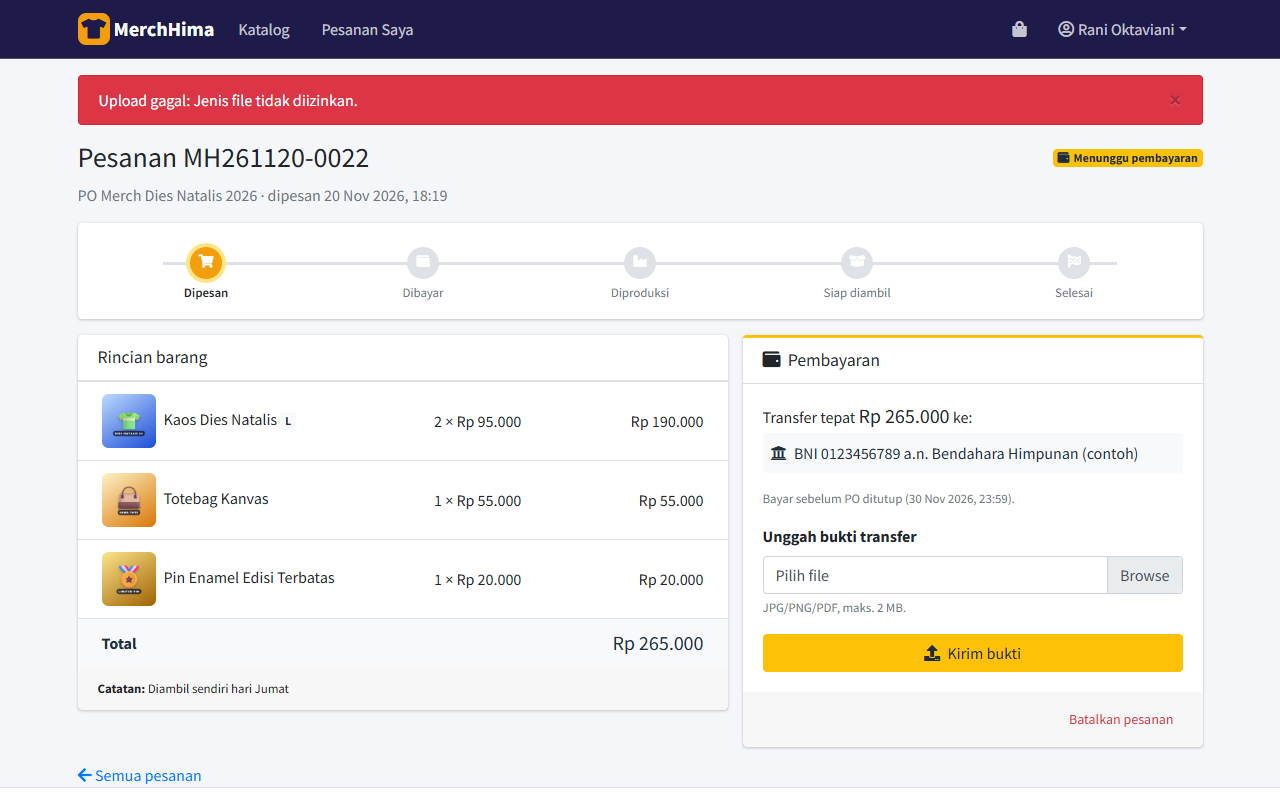 MerchHima Katalog Pesanan Saya Rani Oktaviani
Upload gagal: Jenis file tidak diizinkan. ×
Pesanan MH261120-0022 Menunggu pembayaran
PO Merch Dies Natalis 2026 · dipesan 20 Nov 2026, 18:19
Dipesan Dibayar Diproduksi Siap diambil Selesai
Rincian barang
Kaos Dies Natalis L 2 × Rp 95.000 Rp 190.000
Totebag Kanvas 1 × Rp 55.000 Rp 55.000
Pin Enamel Edisi Terbatas 1 × Rp 20.000 Rp 20.000
Total Rp 265.000
Catatan: Diambil sendiri hari Jumat
Pembayaran
Transfer tepat Rp 265.000 ke:
BNI 0123456789 a.n. Bendahara Himpunan (contoh)
Bayar sebelum PO ditutup (30 Nov 2026, 23:59).
Unggah bukti transfer
Pilih file Browse
JPG/PNG/PDF, maks. 2 MB.
Kirim bukti
Batalkan pesanan
Semua pesanan